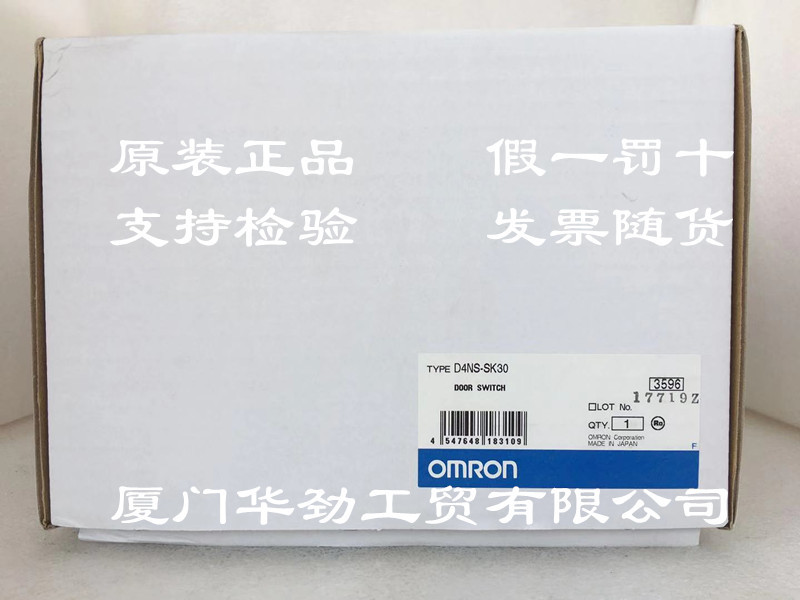 原装正品 假一罚十
支持检验 发票随货
TYPE D4NS-SK30
DOOR SWITCH
3596
□LOT No. 17719Z
QTY. 1 Ro
OMRON Corporation
MADE IN JAPAN
F
4 547648 183109
OMRON
厦门华劲工贸有限公司